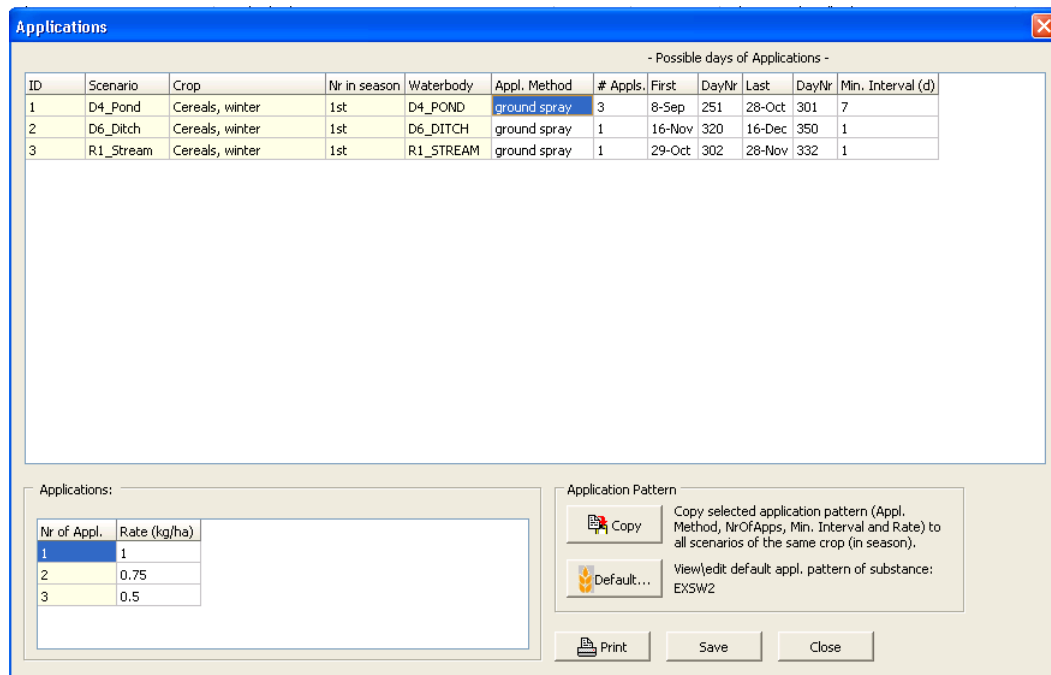 Applications
- Possible days of Applications -
ID Scenario Crop Nr in season Waterbody Appl. Method # Appls. First DayNr Last DayNr Min. Interval (d)
1 D4_Pond Cereals, winter 1st D4_POND ground spray 3 8-Sep 251 28-Oct 301 7
2 D6_Ditch Cereals, winter 1st D6_DITCH ground spray 1 16-Nov 320 16-Dec 350 1
3 R1_Stream Cereals, winter 1st R1_STREAM ground spray 1 29-Oct 302 28-Nov 332 1
Applications:
Nr of Appl. Rate (kg/ha)
1 1
2 0.75
3 0.5
Application Pattern
Copy
Copy selected application pattern (Appl.
Method, NrOfApps, Min. Interval and Rate) to
all scenarios of the same crop (in season).
Default...
View\edit default appl. pattern of substance:
EXSW2
Print Save Close